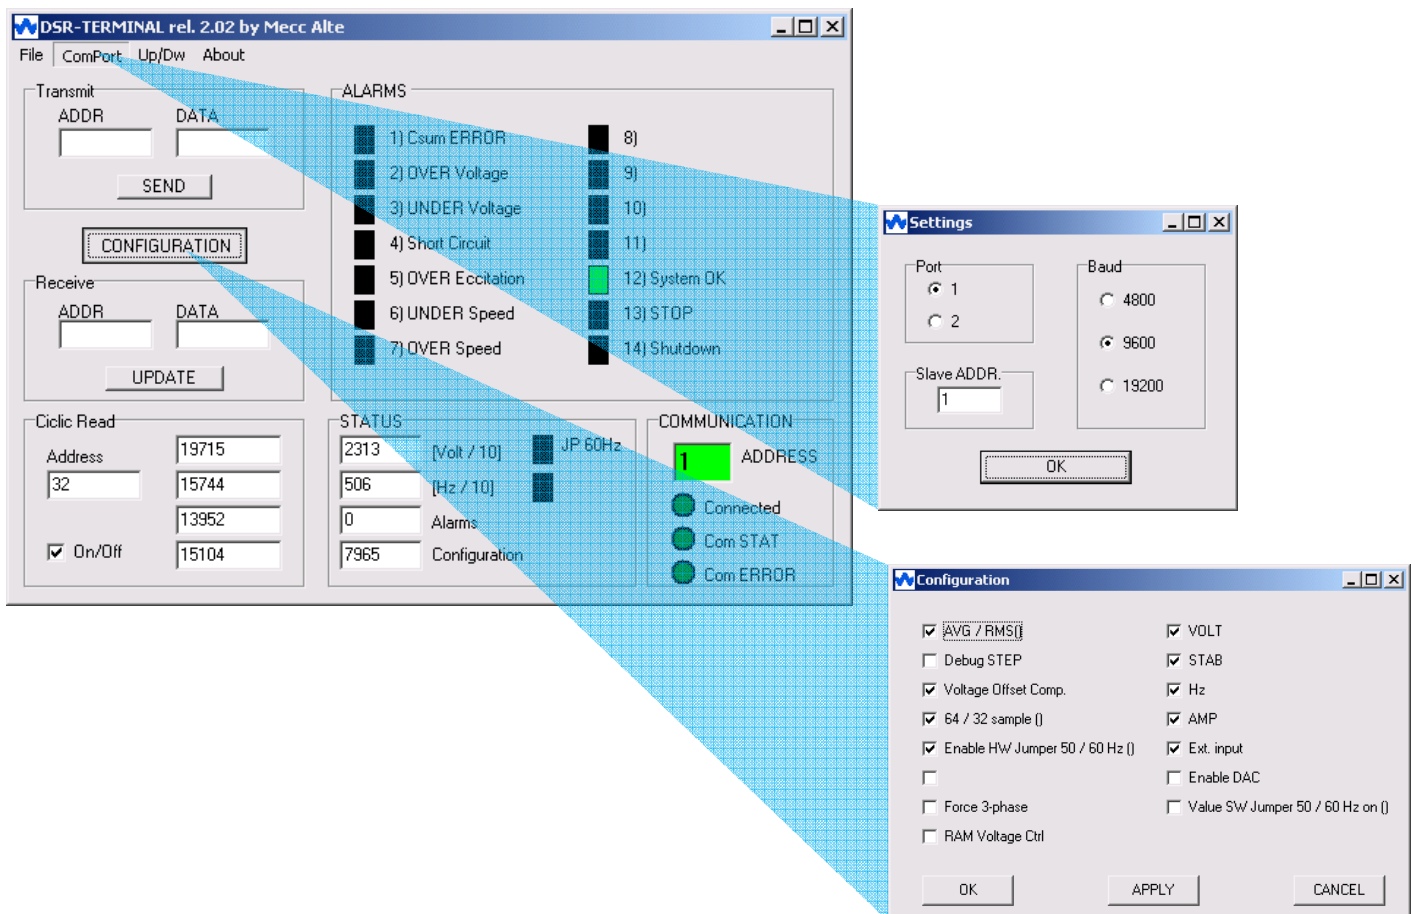 DSR-TERMINAL rel. 2.02 by Mecc Alte
File ComPort Up/Dw About
Transmit
ADDR DATA
SEND
CONFIGURATION
Receive
ADDR DATA
UPDATE
Ciclic Read
Address
32
On/Off
19715
15744
13952
15104
ALARMS
1) Csum ERROR
2) OVER Voltage
3) UNDER Voltage
4) Short Circuit
5) OVER Eccitation
6) UNDER Speed
7) OVER Speed
8)
9)
10)
11)
12) System OK
13) STOP
14) Shutdown
STATUS
2313 [Volt / 10] JP 60Hz
506 [Hz / 10]
0 Alarms
7965 Configuration
COMMUNICATION
1 ADDRESS
Connected
Com STAT
Com ERROR
Settings
Port
1
2
Slave ADDR.
1
Baud
4800
9600
19200
OK
Configuration
AVG / RMS()
Debug STEP
Voltage Offset Comp.
64 / 32 sample ()
Enable HW Jumper 50 / 60 Hz ()
Force 3-phase
RAM Voltage Ctrl
VOLT
STAB
Hz
AMP
Ext. input
Enable DAC
Value SW Jumper 50 / 60 Hz on ()
OK APPLY CANCEL